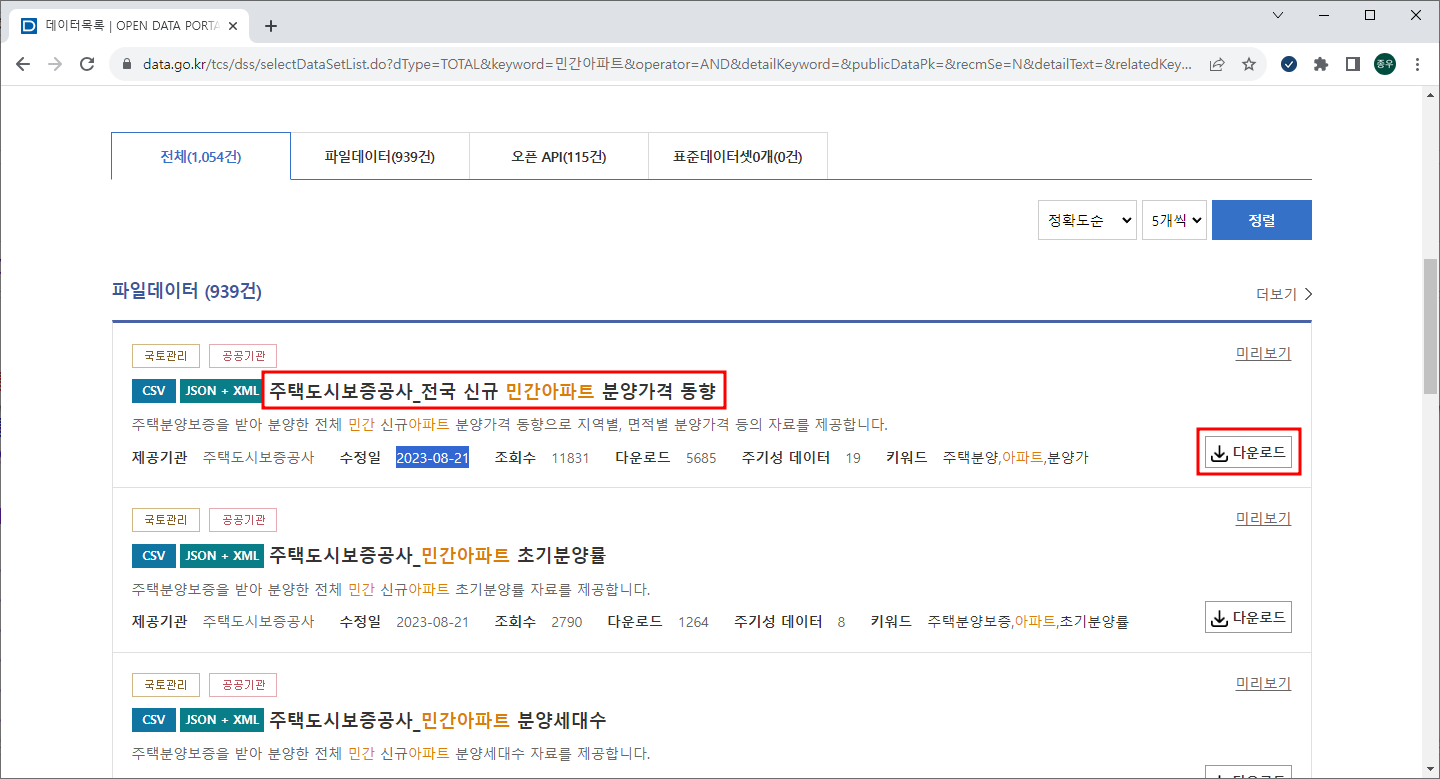 데이터목록 | OPEN DATA PORTA
data.go.kr/tcs/dss/selectDataSetList.do?dType=TOTAL&keyword=민간아파트&operator=AND&detailKeyword=&publicDataPk=&recmSe=N&detailText=&relatedKey...
종우
전체(1,054건) 파일데이터(939건) 오픈 API(115건) 표준데이터셋0개(0건)
정확도순 5개씩 정렬
파일데이터 (939건) 더보기
국토관리 공공기관 미리보기
CSV JSON + XML 주택도시보증공사_전국 신규 민간아파트 분양가격 동향
주택분양보증을 받아 분양한 전체 민간 신규아파트 분양가격 동향으로 지역별, 면적별 분양가격 등의 자료를 제공합니다.
제공기관 주택도시보증공사 수정일 2023-08-21 조회수 11831 다운로드 5685 주기성 데이터 19 키워드 주택분양,아파트,분양가 다운로드
국토관리 공공기관 미리보기
CSV JSON + XML 주택도시보증공사_민간아파트 초기분양률
주택분양보증을 받아 분양한 전체 민간 신규아파트 초기분양률 자료를 제공합니다.
제공기관 주택도시보증공사 수정일 2023-08-21 조회수 2790 다운로드 1264 주기성 데이터 8 키워드 주택분양보증,아파트,초기분양률 다운로드
국토관리 공공기관 미리보기
CSV JSON + XML 주택도시보증공사_민간아파트 분양세대수
주택분양보증을 받아 분양한 전체 민간 신규아파트 분양세대수 자료를 제공합니다.